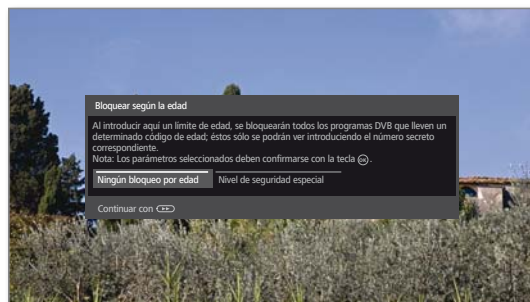 Bloquear según la edad
Al introducir aquí un límite de edad, se bloquearán todos los programas DVB que lleven un
determinado código de edad; éstos sólo se podrán ver introduciendo el número secreto
correspondiente.
Nota: Los parámetros seleccionados deben confirmarse con la tecla OK.
Ningún bloqueo por edad Nivel de seguridad especial
Continuar con